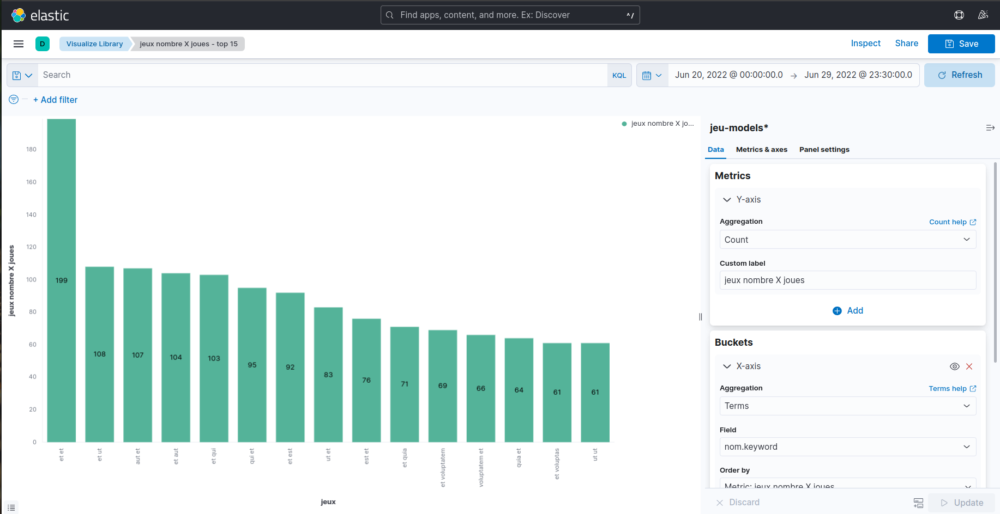 elastic
Find apps, content, and more. Ex: Discover
^/
D
Visualize Library
jeux nombre X joues - top 15
Inspect
Share
Save
Search
KQL
Jun 20, 2022 @ 00:00:00.0 → Jun 29, 2022 @ 23:30:00.0
Refresh
+ Add filter
jeux nombre X joues
180
160
140
120
100
80
60
40
20
0
199
108
107
104
103
95
92
83
76
71
69
66
64
61
61
et et
et ut
aut et
et aut
et qui
qui et
et est
ut et
est et
et quia
et voluptatem
voluptatem et
quia et
et voluptas
ut ut
jeux
jeux nombre X jo...
jeu-models*
Data
Metrics & axes
Panel settings
Metrics
Y-axis
Aggregation
Count help
Count
Custom label
jeux nombre X joues
Add
Buckets
X-axis
Aggregation
Terms help
Terms
Field
nom.keyword
Order by
Metric: jeux nombre X joues
Discard
Update